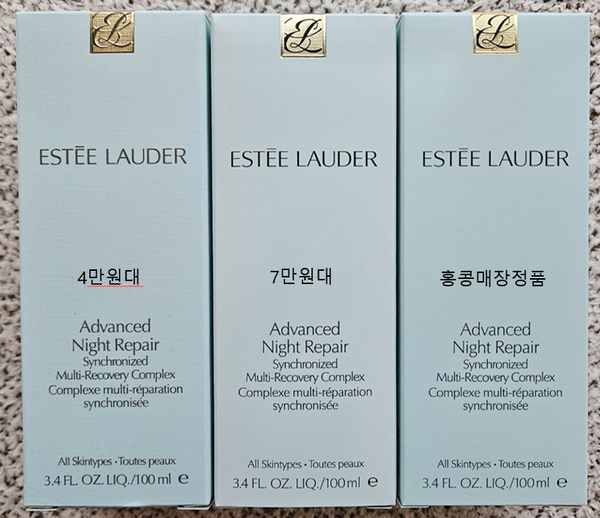 ESTĒE LAUDER
4만원대
Advanced
Night Repair
Synchronized
Multi-Recovery Complex
Complexe multi-réparation
synchronisée
All Skintypes • Toutes peaux
3.4 FL. OZ. LIQ./100 ml e
ESTĒE LAUDER
7만원대
Advanced
Night Repair
Synchronized
Multi-Recovery Complex
Complexe multi-réparation
synchronisée
All Skintypes • Toutes peaux
3.4 FL. OZ. LIQ./100 ml e
ESTĒE LAUDER
홍콩매장정품
Advanced
Night Repair
Synchronized
Multi-Recovery Complex
Complexe multi-réparation
synchronisée
All Skintypes • Toutes peaux
3.4 FL. OZ. LIQ./100 ml e